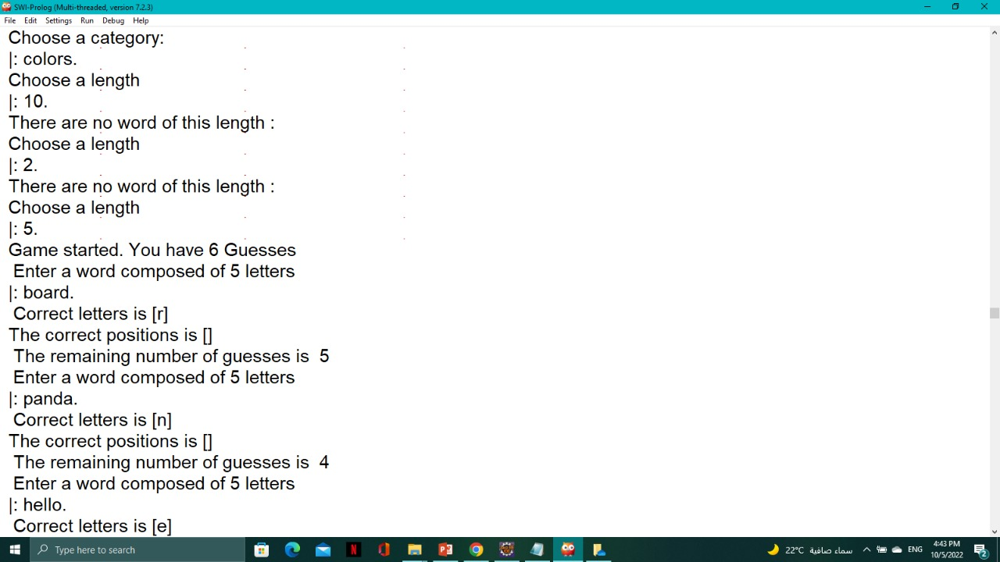 SWI-Prolog (Multi-threaded, version 7.2.3)
File Edit Settings Run Debug Help
Choose a category:
|: colors.
Choose a length
|: 10.
There are no word of this length :
Choose a length
|: 2.
There are no word of this length :
Choose a length
|: 5.
Game started. You have 6 Guesses
Enter a word composed of 5 letters
|: board.
Correct letters is [r]
The correct positions is []
The remaining number of guesses is 5
Enter a word composed of 5 letters
|: panda.
Correct letters is [n]
The correct positions is []
The remaining number of guesses is 4
Enter a word composed of 5 letters
|: hello.
Correct letters is [e]
Type here to search
22°C سماء صافية
ENG
4:43 PM
10/5/2022
2